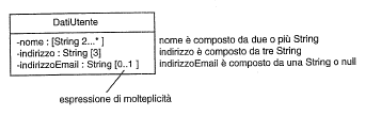 DatiUtente
-nome : [String 2...* ]
-indirizzo : String [3]
-indirizzoEmail : String [0..1 ]
nome è composto da due o più String
indirizzo è composto da tre String
indirizzoEmail è composto da una String o null
espressione di molteplicità